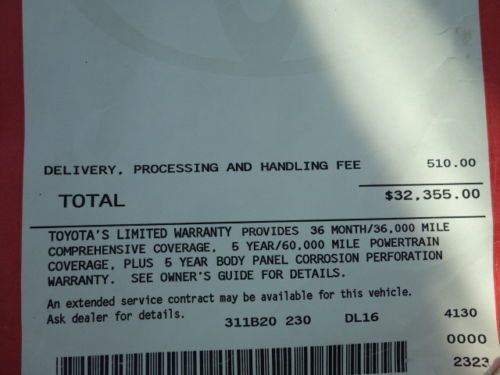 DELIVERY, PROCESSING AND HANDLING FEE 510.00
TOTAL $32,355.00
TOYOTA'S LIMITED WARRANTY PROVIDES 36 MONTH/36,000 MILE
COMPREHENSIVE COVERAGE, 5 YEAR/60,000 MILE POWERTRAIN
COVERAGE, PLUS 5 YEAR BODY PANEL CORROSION PERFORATION
WARRANTY. SEE OWNER'S GUIDE FOR DETAILS.
An extended service contract may be available for this vehicle.
Ask dealer for details.
311B20 230 DL16 4130
0000
2323